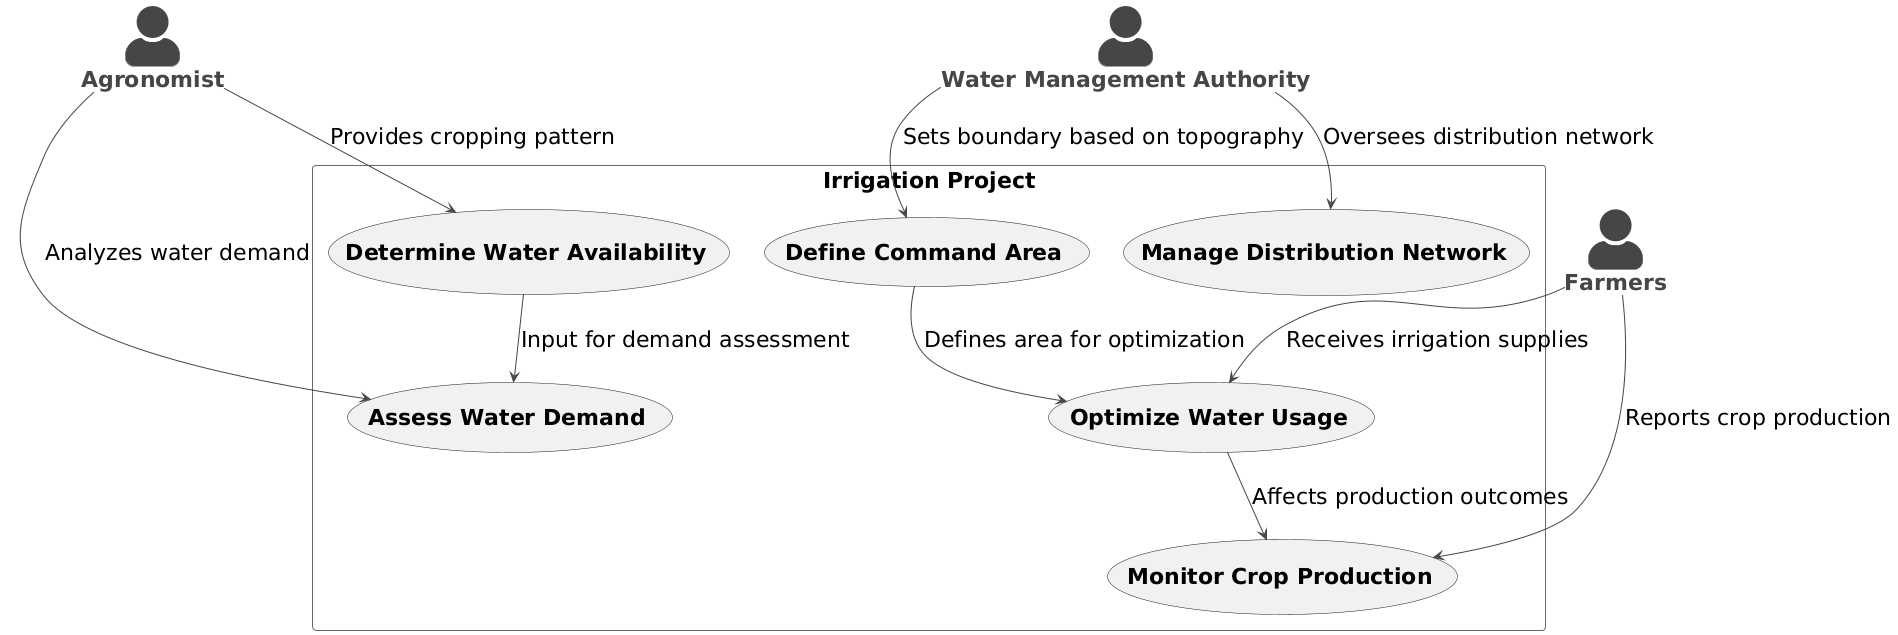 Agronomist
Water Management Authority
Provides cropping pattern
Sets boundary based on topography
Oversees distribution network
Irrigation Project
Analyzes water demand
Determine Water Availability
Define Command Area
Manage Distribution Network
Farmers
Input for demand assessment
Defines area for optimization
Receives irrigation supplies
Assess Water Demand
Optimize Water Usage
Reports crop production
Affects production outcomes
Monitor Crop Production